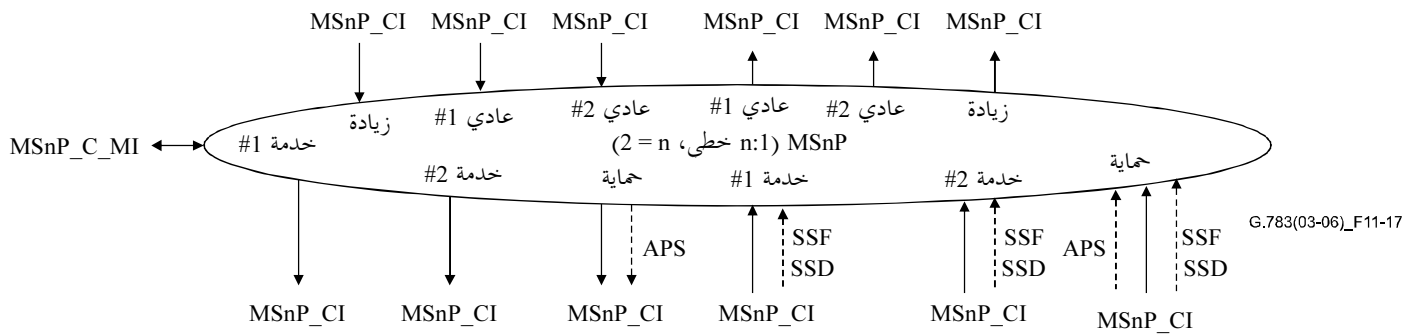 MSnP_CI MSnP_CI MSnP_CI MSnP_CI MSnP_CI MSnP_CI
زيادة عادي 1# عادي 2# عادي 1# عادي 2# زيادة
MSnP_C_MI
خدمة 1#
MSnP (n:1 خطى، n = 2)
حماية
خدمة 2# حماية خدمة 1# خدمة 2#
G.783(03-06)_F11-17
APS SSF SSF APS SSF
SSD SSD SSD
MSnP_CI MSnP_CI MSnP_CI MSnP_CI MSnP_CI MSnP_CI